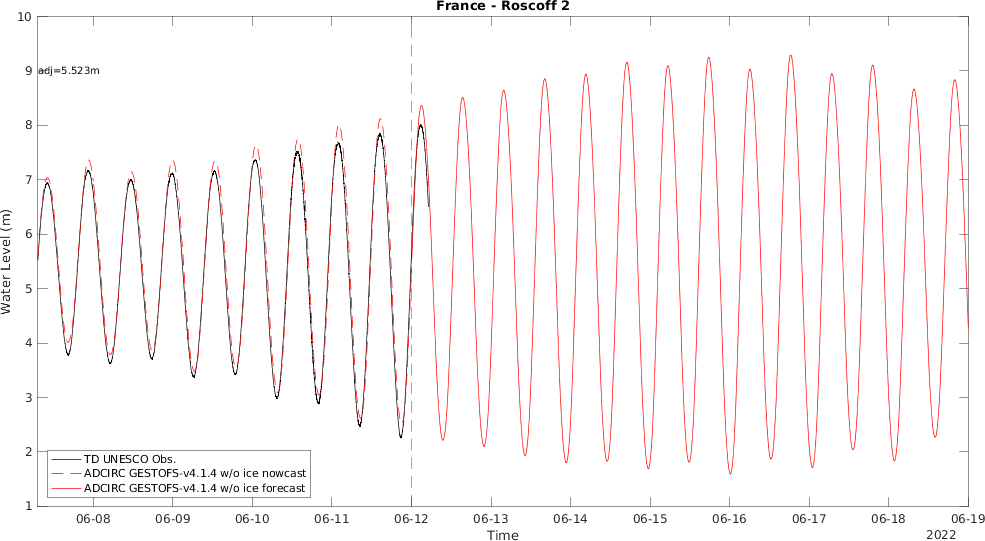 France - Roscoff 2
10
9
8
7
6
5
4
3
2
1
Water Level (m)
adj=5.523m
TD UNESCO Obs.
ADCIRC GESTOFS-v4.1.4 w/o ice nowcast
ADCIRC GESTOFS-v4.1.4 w/o ice forecast
06-08 06-09 06-10 06-11 06-12 06-13 06-14 06-15 06-16 06-17 06-18 06-19
Time
2022